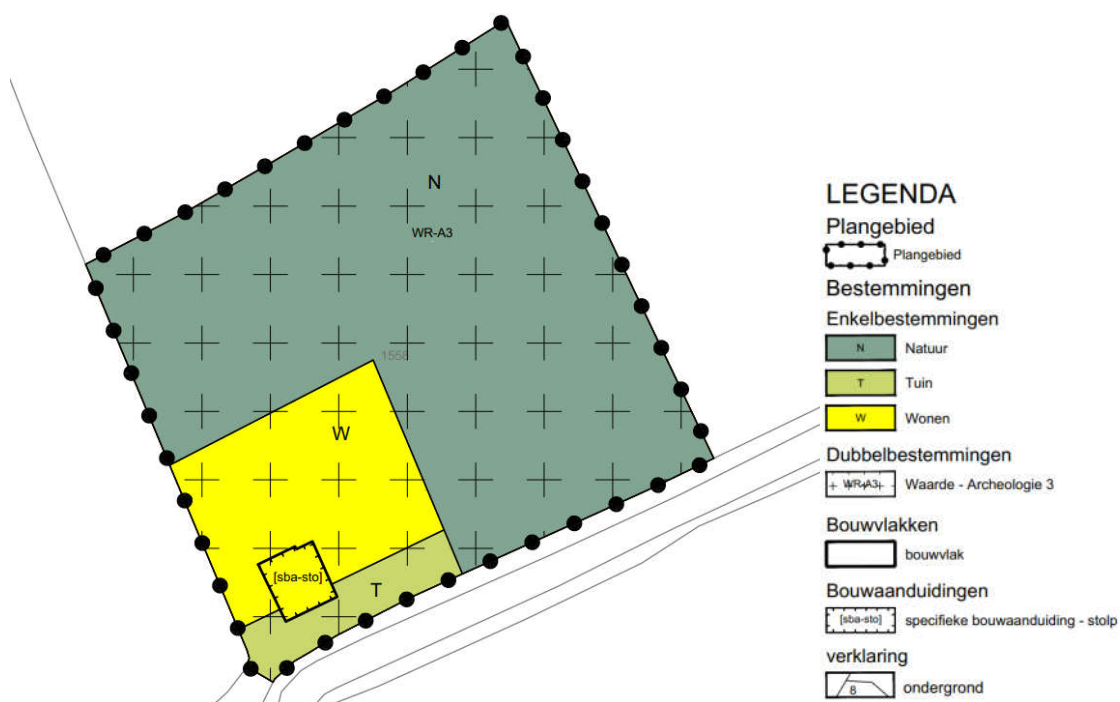 N
WR-A3
1558
W
[sba-sto]
T
LEGENDA
Plangebied
Plangebied
Bestemmingen
Enkelbestemmingen
N Natuur
T Tuin
W Wonen
Dubbelbestemmingen
WR-A3 Waarde - Archeologie 3
Bouwvlakken
bouwvlak
Bouwaanduidingen
[sba-sto] specifieke bouwaanduiding - stolp
verklaring
8 ondergrond